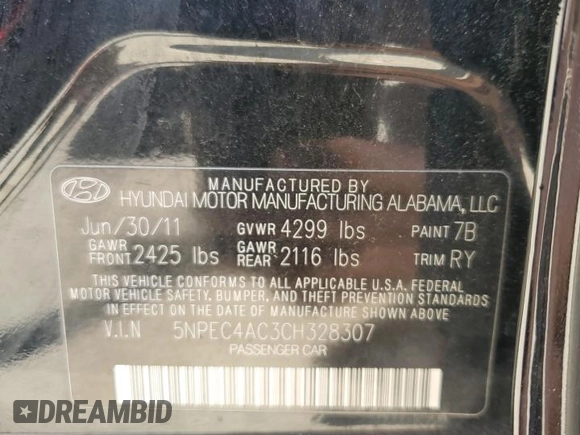 MANUFACTURED BY
HYUNDAI MOTOR MANUFACTURING ALABAMA, LLC
Jun/30/11 GVWR 4299 lbs PAINT 7B
GAWR FRONT 2425 lbs GAWR REAR 2116 lbs TRIM RY
THIS VEHICLE CONFORMS TO ALL APPLICABLE U.S.A. FEDERAL
MOTOR VEHICLE SAFETY, BUMPER, AND THEFT PREVENTION STANDARDS
IN EFFECT ON THE DATE OF MANUFACTURE SHOWN ABOVE.
V.I.N 5NPEC4AC3CH328307
PASSENGER CAR
DREAMBID